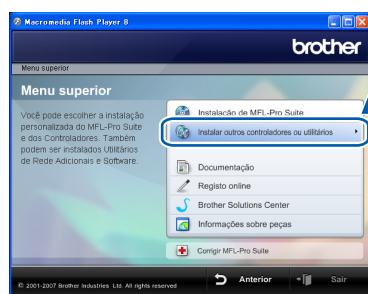 Macromedia Flash Player 8
brother
Menu superior
Menu superior
Você pode escolher a instalação
personalizada do MFL-Pro Suite
e dos Controladores. Também
podem ser instalados Utilitários
de Rede Adicionais e Software.
Instalação de MFL-Pro Suite
Instalar outros controladores ou utilitários
Documentação
Registo online
Brother Solutions Center
Informações sobre peças
Corrigir MFL-Pro Suite
© 2001-2007 Brother Industries Ltd. All rights reserved
Anterior
Sair